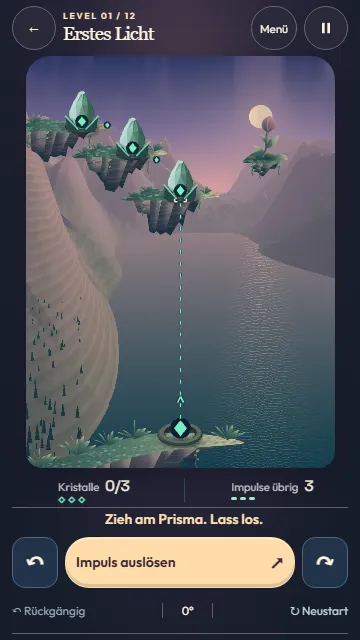 LEVEL 01 / 12
Erstes Licht
Menü
Kristalle 0/3
Impulse übrig 3
Zieh am Prisma. Lass los.
Impuls auslösen
Rückgängig
0°
Neustart